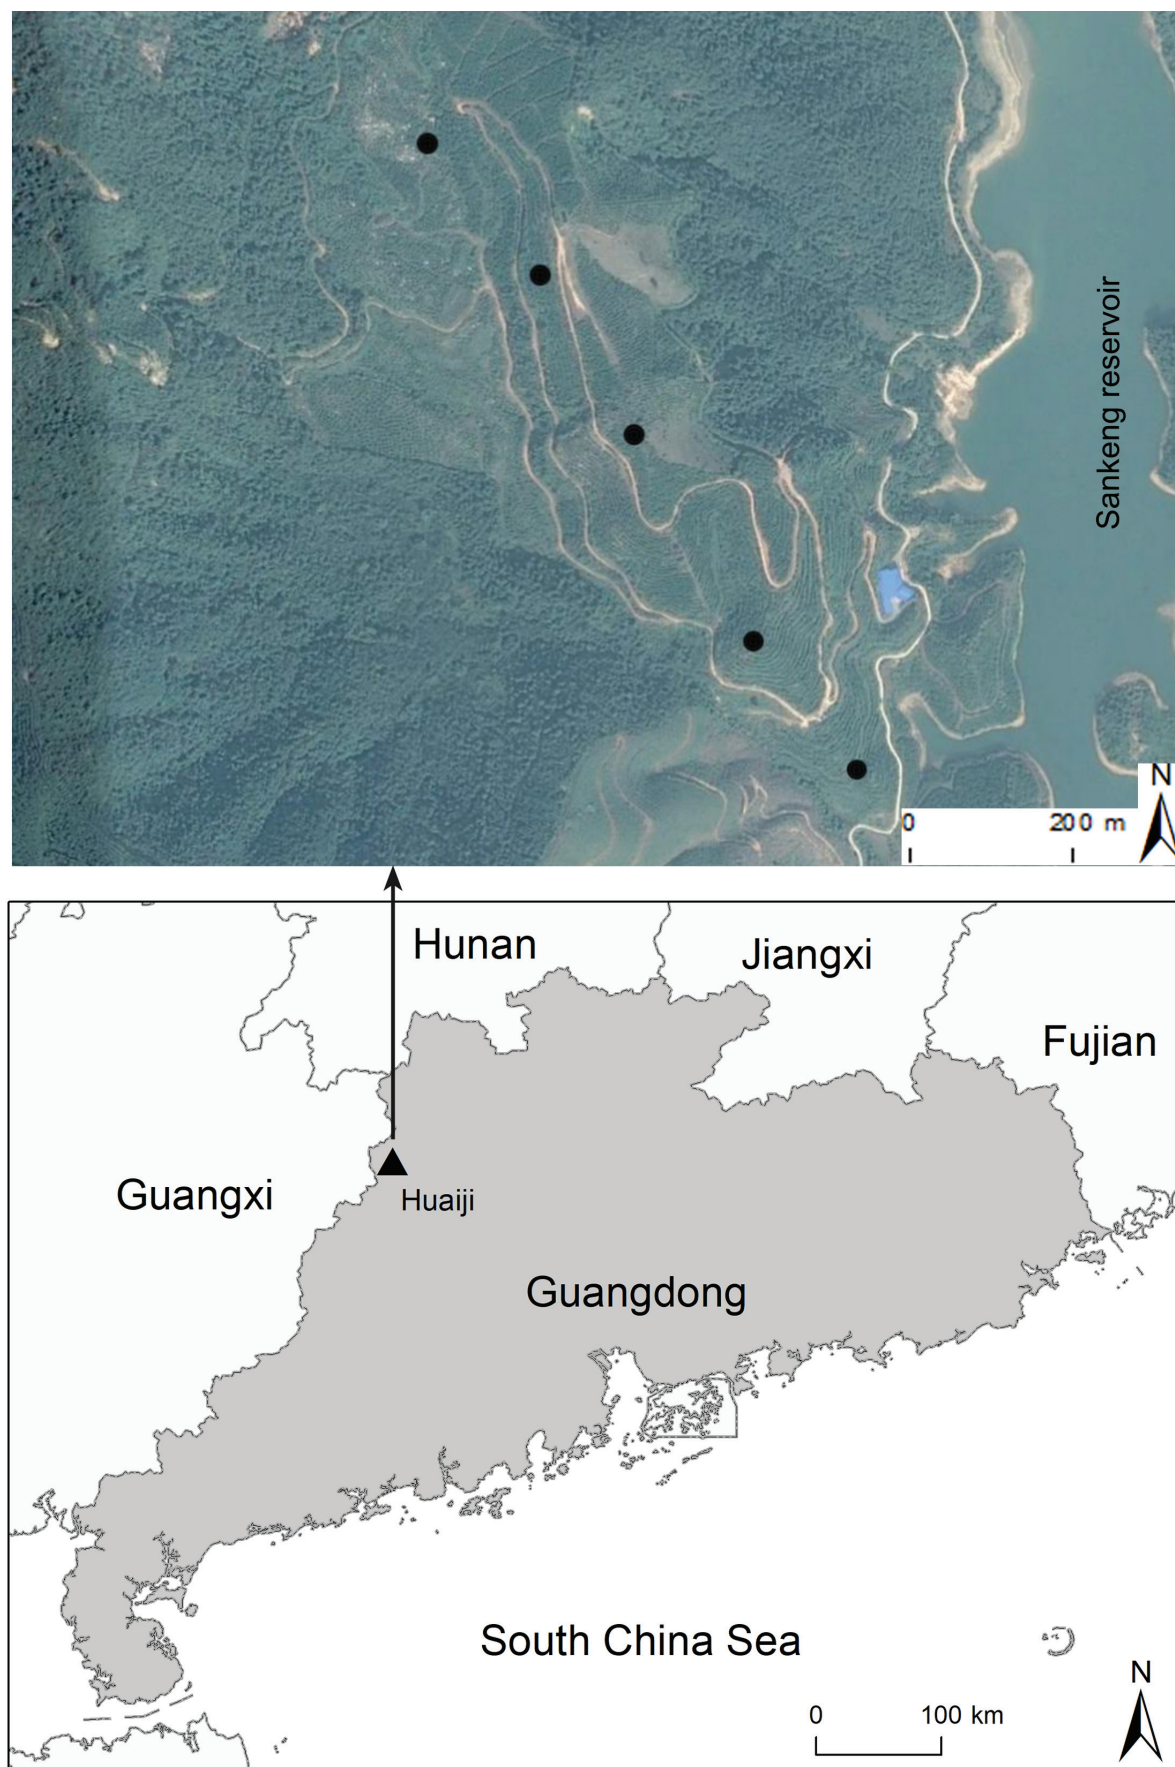 Sankeng reservoir
N
0 200 m
Hunan
Jiangxi
Fujian
Guangxi
Huaiji
Guangdong
South China Sea
N
0 100 km